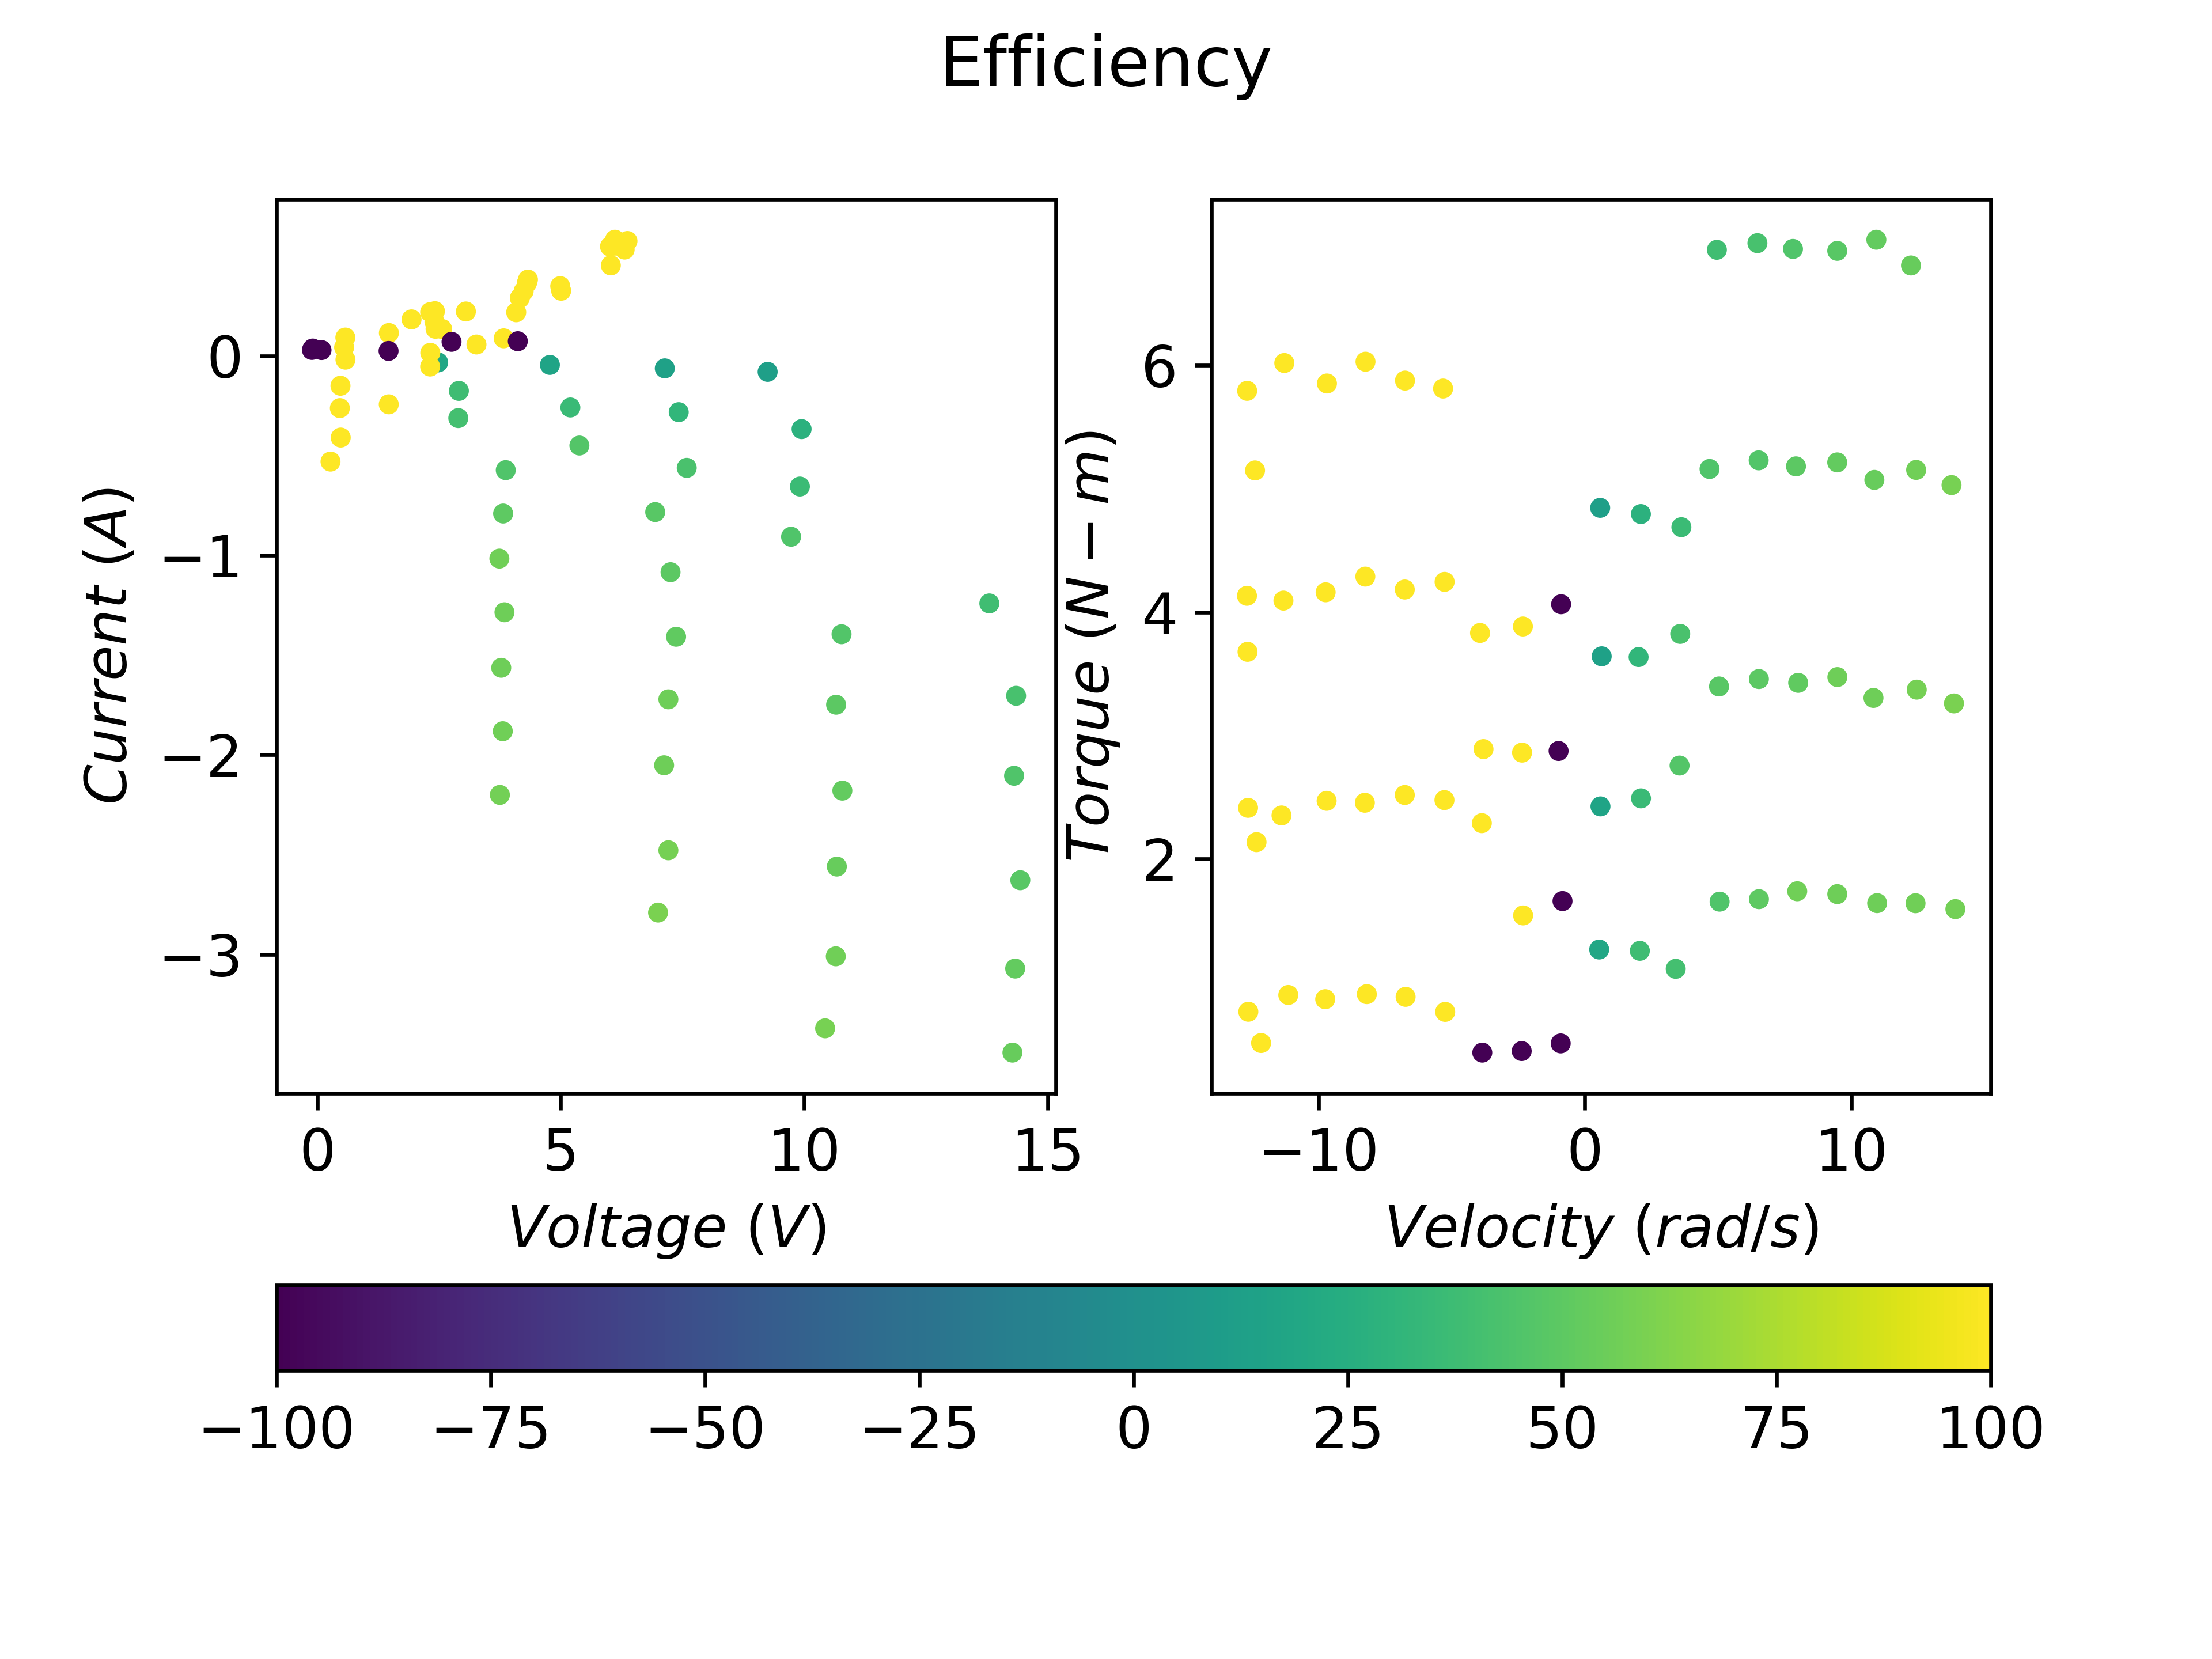 Efficiency
0
−1
−2
−3
Current (A)
0 5 10 15
Voltage (V)
6
4
2
Torque (N − m)
−10 0 10
Velocity (rad/s)
−100 −75 −50 −25 0 25 50 75 100